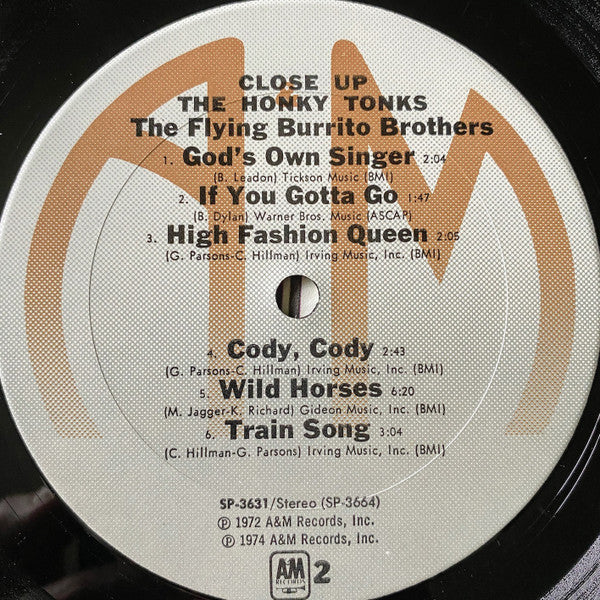 CLOSE UP
THE HONKY TONKS
The Flying Burrito Brothers
1. God's Own Singer 2:04
(B. Leadon) Tickson Music (BMI)
2. If You Gotta Go 1:47
(B. Dylan) Warner Bros. Music (ASCAP)
3. High Fashion Queen 2:05
(G. Parsons-C. Hillman) Irving Music, Inc. (BMI)
4. Cody, Cody 2:43
(G. Parsons-C. Hillman) Irving Music, Inc. (BMI)
5. Wild Horses 6:20
(M. Jagger-K. Richard) Gideon Music, Inc. (BMI)
6. Train Song 3:04
(C. Hillman-G. Parsons) Irving Music, Inc. (BMI)
SP-3631/Stereo (SP-3664)
℗ 1972 A&M Records, Inc.
℗ 1974 A&M Records, Inc.
AM RECORDS 2